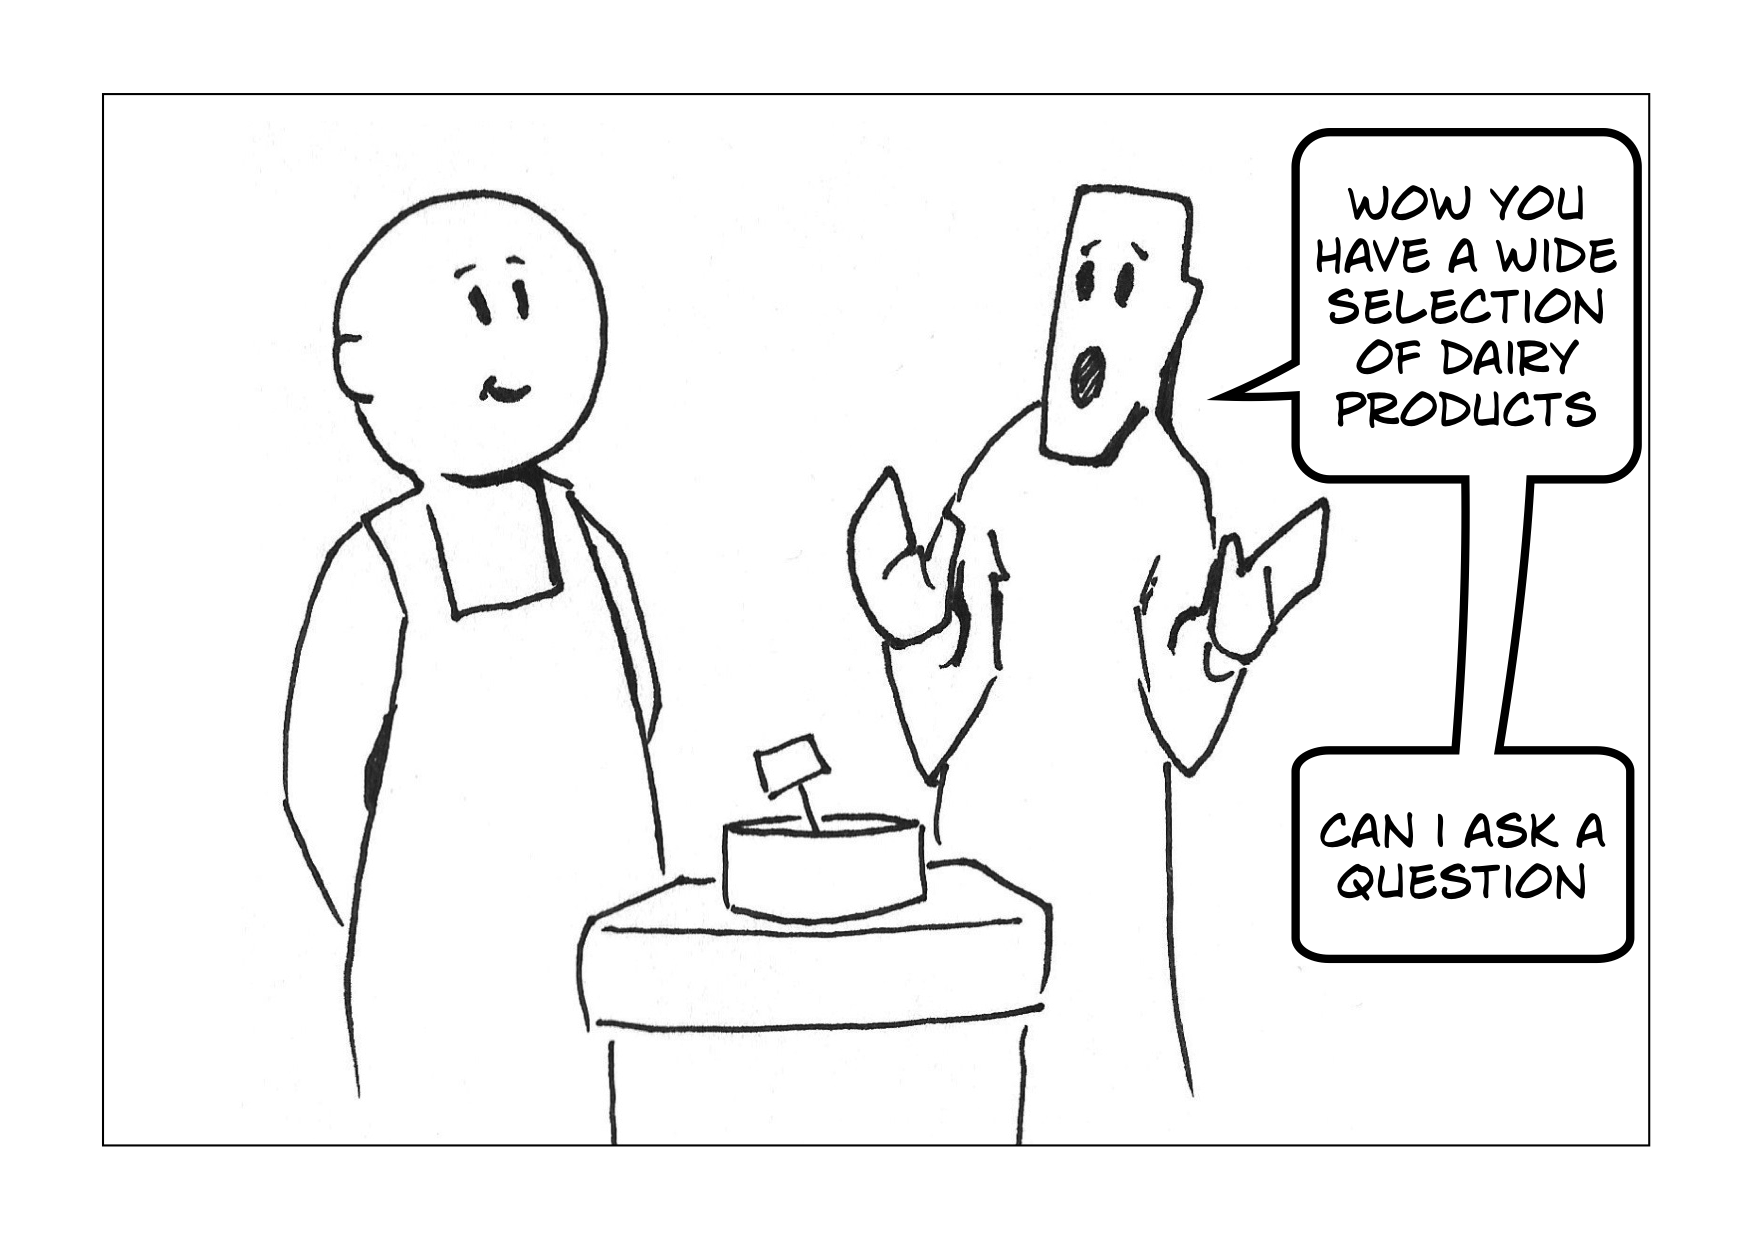 WOW YOU
HAVE A WIDE
SELECTION
OF DAIRY
PRODUCTS
CAN I ASK A
QUESTION